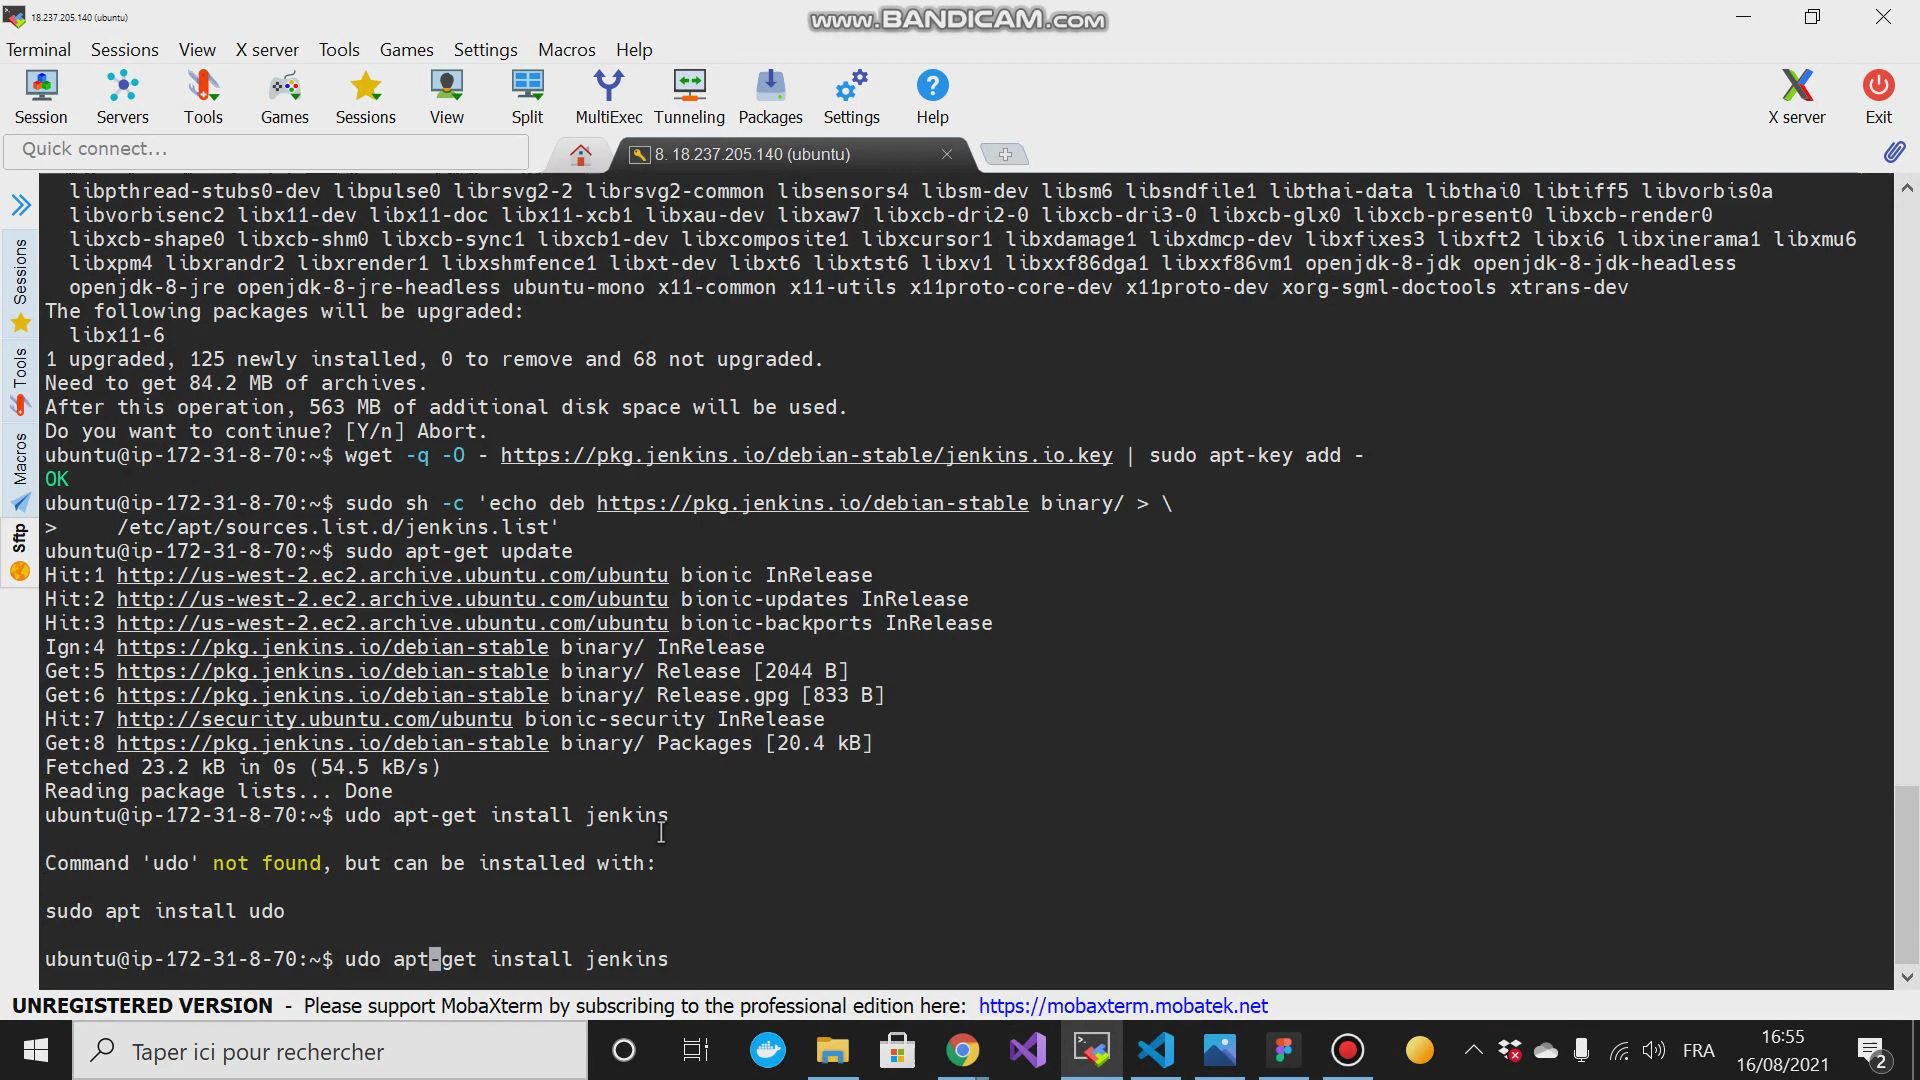 18.237.205.140 (ubuntu)
www.BANDICAM.com
Terminal Sessions View X server Tools Games Settings Macros Help
Session Servers Tools Games Sessions View Split MultiExec Tunneling Packages Settings Help X server Exit
Quick connect...
8. 18.237.205.140 (ubuntu)
Sessions
Tools
Macros
Sftp
libpthread-stubs0-dev libpulse0 librsvg2-2 librsvg2-common libsensors4 libsm-dev libsm6 libsndfile1 libthai-data libthai0 libtiff5 libvorbis0a
libvorbisenc2 libx11-dev libx11-doc libx11-xcb1 libxau-dev libxaw7 libxcb-dri2-0 libxcb-dri3-0 libxcb-glx0 libxcb-present0 libxcb-render0
libxcb-shape0 libxcb-shm0 libxcb-sync1 libxcb1-dev libxcomposite1 libxcursor1 libxdamage1 libxdmcp-dev libxfixes3 libxft2 libxi6 libxinerama1 libxmu6
libxpm4 libxrandr2 libxrender1 libxshmfence1 libxt-dev libxt6 libxtst6 libxv1 libxxf86dga1 libxxf86vm1 openjdk-8-jdk openjdk-8-jdk-headless
openjdk-8-jre openjdk-8-jre-headless ubuntu-mono x11-common x11-utils x11proto-core-dev x11proto-dev xorg-sgml-doctools xtrans-dev
The following packages will be upgraded:
libx11-6
1 upgraded, 125 newly installed, 0 to remove and 68 not upgraded.
Need to get 84.2 MB of archives.
After this operation, 563 MB of additional disk space will be used.
Do you want to continue? [Y/n] Abort.
ubuntu@ip-172-31-8-70:~$ wget -q -O - https://pkg.jenkins.io/debian-stable/jenkins.io.key | sudo apt-key add -
OK
ubuntu@ip-172-31-8-70:~$ sudo sh -c 'echo deb https://pkg.jenkins.io/debian-stable binary/ > \
> /etc/apt/sources.list.d/jenkins.list'
ubuntu@ip-172-31-8-70:~$ sudo apt-get update
Hit:1 http://us-west-2.ec2.archive.ubuntu.com/ubuntu bionic InRelease
Hit:2 http://us-west-2.ec2.archive.ubuntu.com/ubuntu bionic-updates InRelease
Hit:3 http://us-west-2.ec2.archive.ubuntu.com/ubuntu bionic-backports InRelease
Ign:4 https://pkg.jenkins.io/debian-stable binary/ InRelease
Get:5 https://pkg.jenkins.io/debian-stable binary/ Release [2044 B]
Get:6 https://pkg.jenkins.io/debian-stable binary/ Release.gpg [833 B]
Hit:7 http://security.ubuntu.com/ubuntu bionic-security InRelease
Get:8 https://pkg.jenkins.io/debian-stable binary/ Packages [20.4 kB]
Fetched 23.2 kB in 0s (54.5 kB/s)
Reading package lists... Done
ubuntu@ip-172-31-8-70:~$ udo apt-get install jenkins
Command 'udo' not found, but can be installed with:
sudo apt install udo
ubuntu@ip-172-31-8-70:~$ udo apt-get install jenkins
UNREGISTERED VERSION - Please support MobaXterm by subscribing to the professional edition here: https://mobaxterm.mobatek.net
Taper ici pour rechercher
FRA
16:55
16/08/2021
2